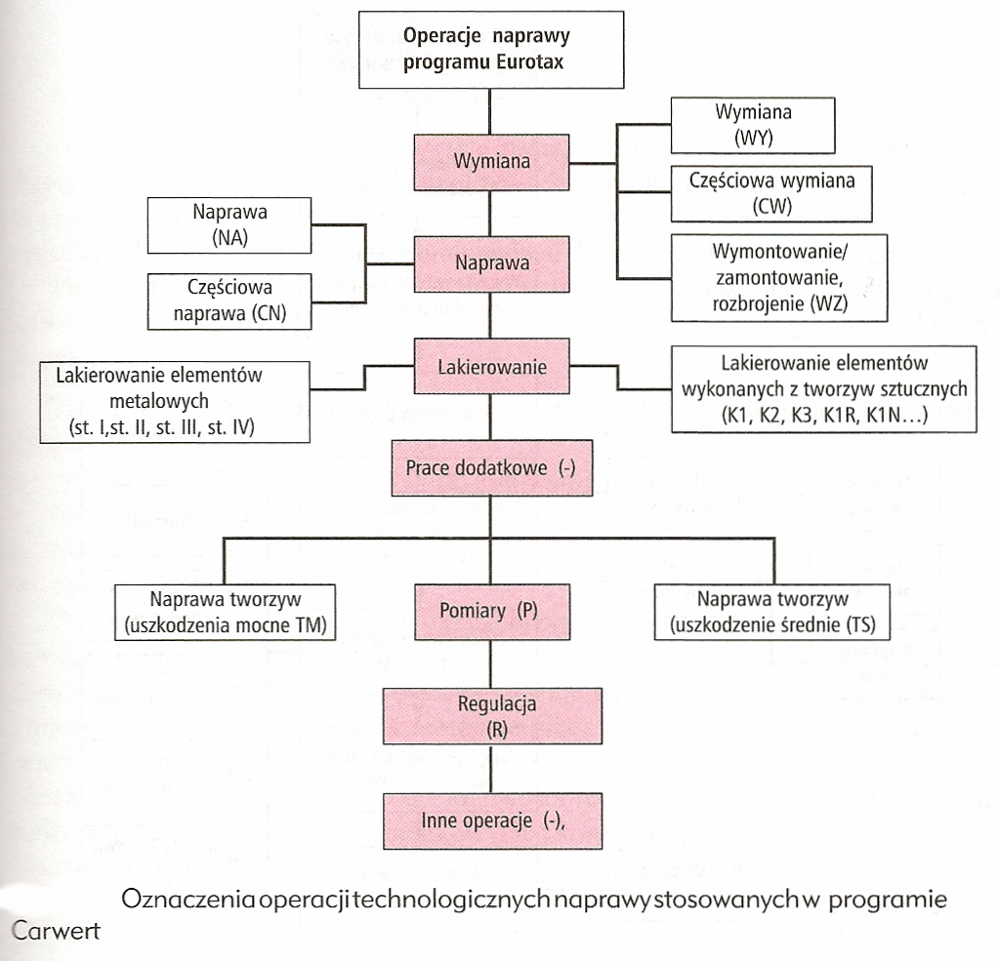 Operacje naprawy
programu Eurotax
Wymiana
Wymiana
(WY)
Częściowa wymiana
(CW)
Wymontowanie/
zamontowanie,
rozbrojenie (WZ)
Naprawa
Naprawa
(NA)
Częściowa
naprawa (CN)
Lakierowanie
Lakierowanie elementów
metalowych
(st. I,st. II, st. III, st. IV)
Lakierowanie elementów
wykonanych z tworzyw sztucznych
(K1, K2, K3, K1R, K1N...)
Prace dodatkowe (-)
Naprawa tworzyw
(uszkodzenia mocne TM)
Pomiary (P)
Naprawa tworzyw
(uszkodzenie średnie (TS)
Regulacja
(R)
Inne operacje (-),
Oznaczenia operacji technologicznych naprawy stosowanych w programie
Carwert